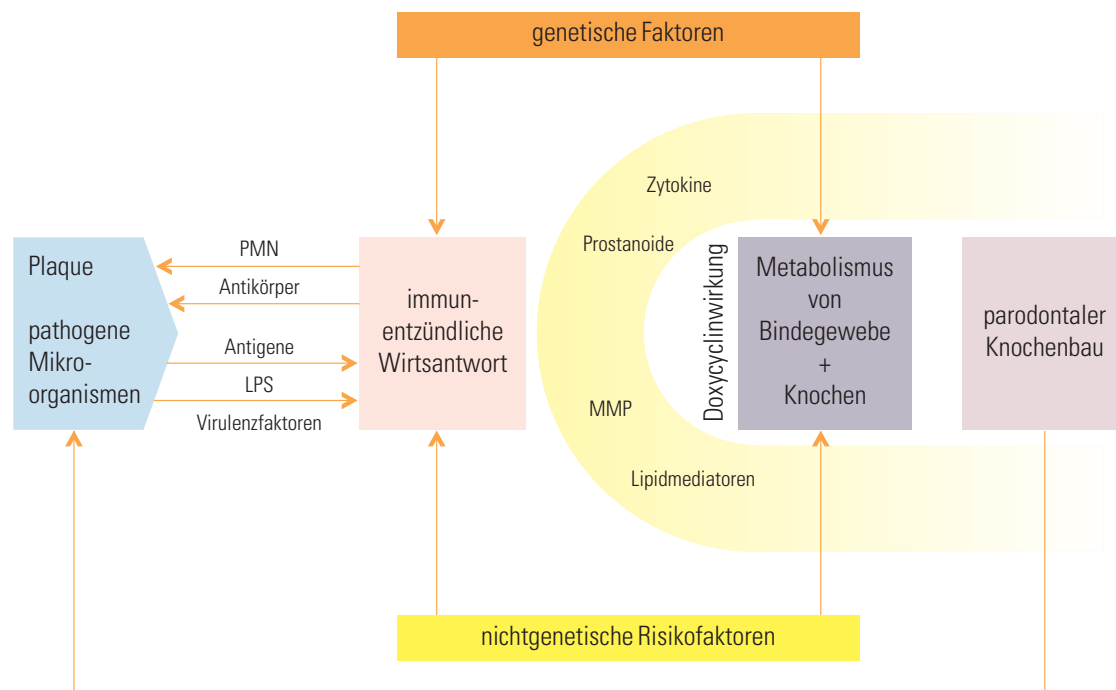 genetische Faktoren
Plaque
pathogene
Mikro-
organismen
PMN
Antikörper
Antigene
LPS
Virulenzfaktoren
immun-
entzündliche
Wirtsantwort
Zytokine
Prostanoide
MMP
Lipidmediatoren
Doxycyclinwirkung
Metabolismus
von
Bindegewebe
+
Knochen
parodontaler
Knochenbau
nichtgenetische Risikofaktoren